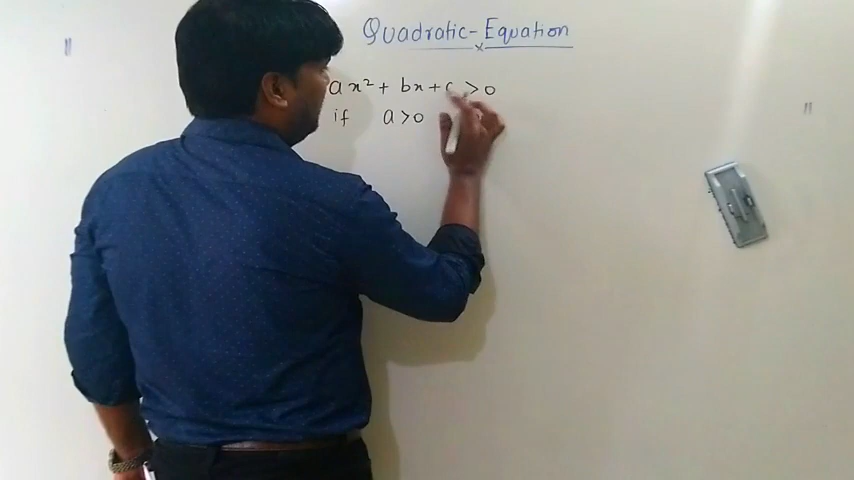 Quadratic-Equation
ax² + bx + c > 0
if a > 0